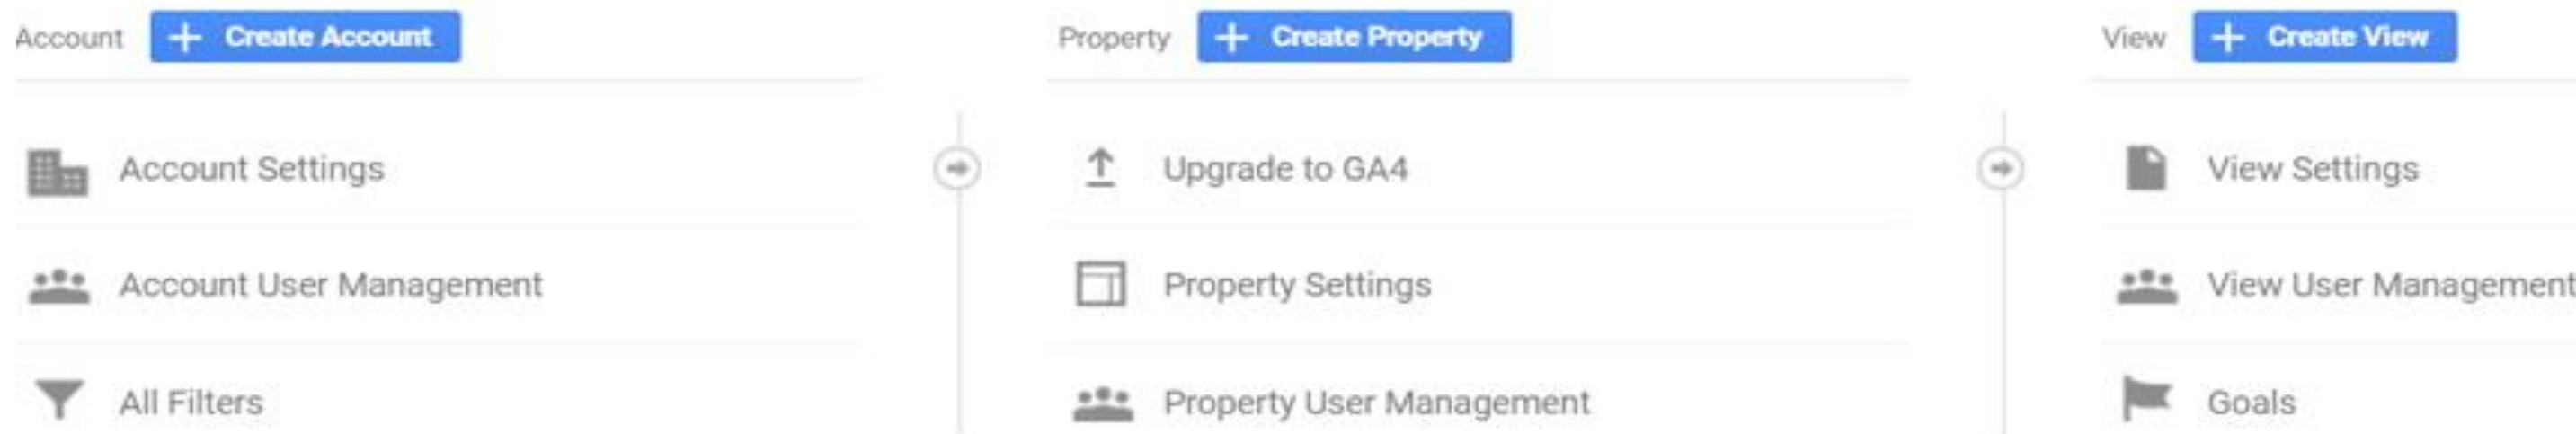 Account + Create Account
Property + Create Property
View + Create View
Account Settings
Upgrade to GA4
View Settings
Account User Management
Property Settings
View User Management
All Filters
Property User Management
Goals